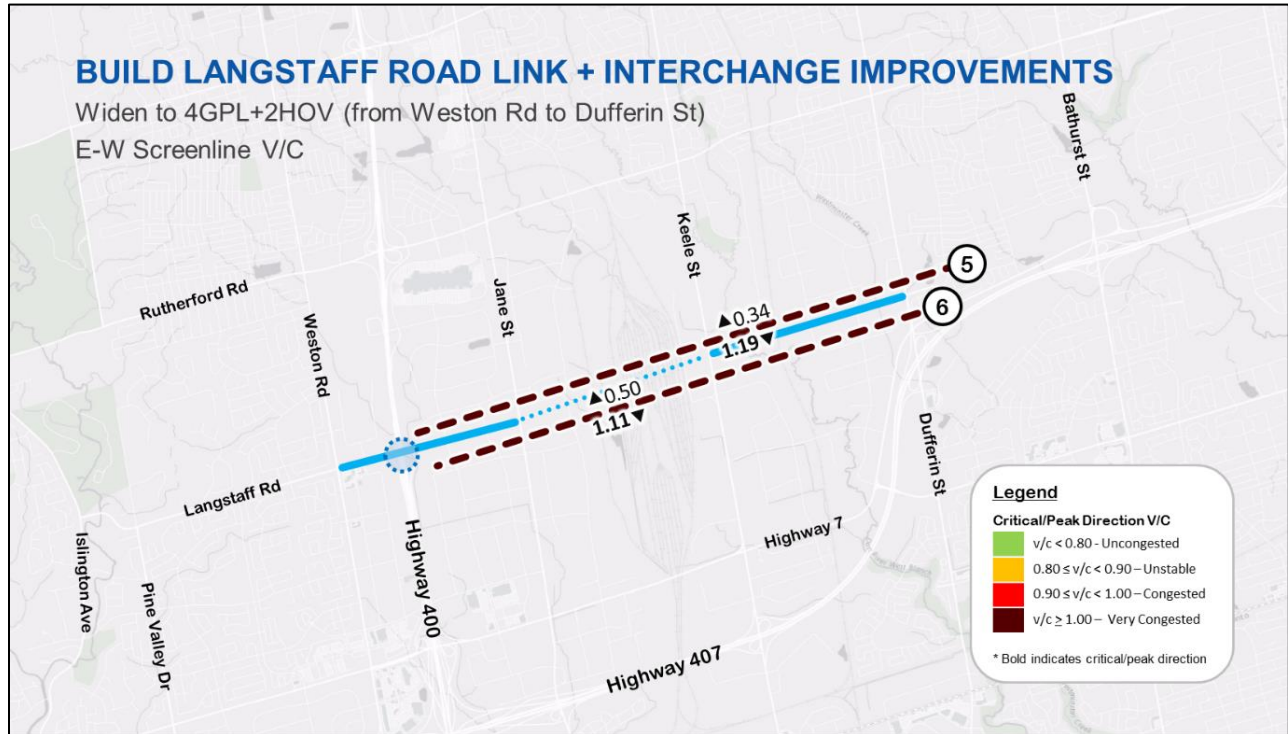 BUILD LANGSTAFF ROAD LINK + INTERCHANGE IMPROVEMENTS
Widen to 4GPL+2HOV (from Weston Rd to Dufferin St)
E-W Screenline V/C
Bathurst St
Keele St
Rutherford Rd
Weston Rd
Jane St
5
6
▲0.34
1.19▼
▲0.50
1.11▼
Dufferin St
Langstaff Rd
Highway 400
Highway 7
Islington Ave
Pine Valley Dr
Highway 407
Legend
Critical/Peak Direction V/C
v/c < 0.80 - Uncongested
0.80 ≤ v/c < 0.90 – Unstable
0.90 ≤ v/c < 1.00 – Congested
v/c ≥ 1.00 – Very Congested
* Bold indicates critical/peak direction